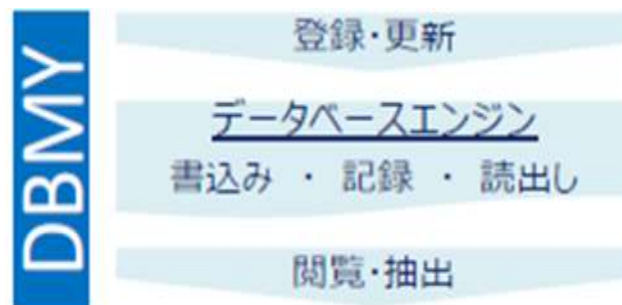 DBMY
登録・更新
データベースエンジン
書込み ・ 記録 ・ 読出し
閲覧・抽出